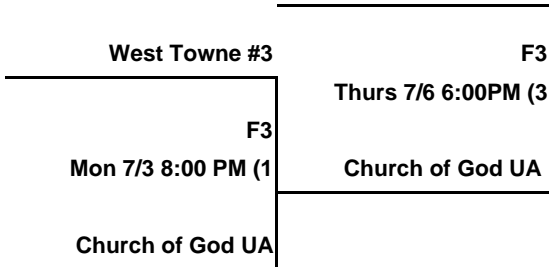 West Towne #3
F3
F3
Thurs 7/6 6:00PM (3
Mon 7/3 8:00 PM (1
Church of God UA
Church of God UA